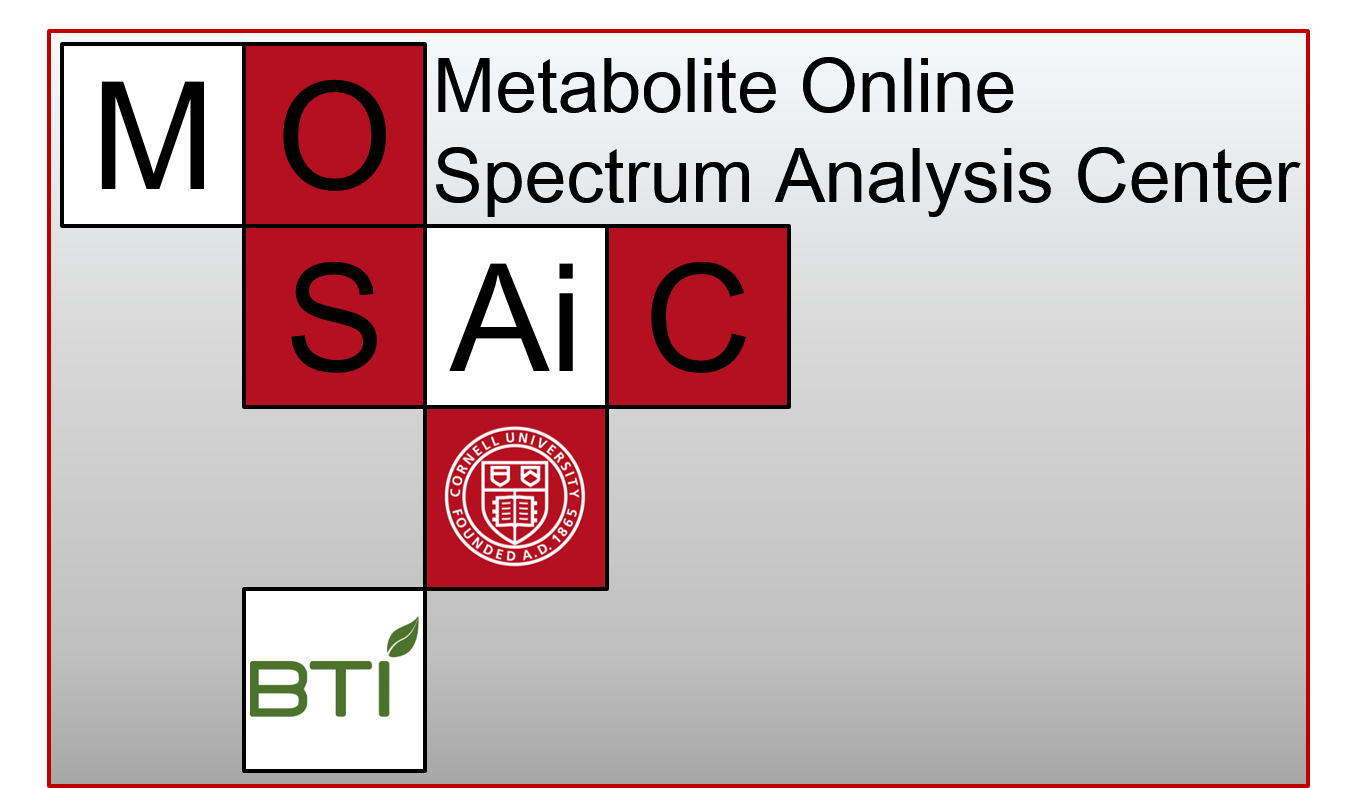 M O Metabolite Online
Spectrum Analysis Center
S Ai C
CORNELL UNIVERSITY
FOUNDED A.D. 1865
BTI